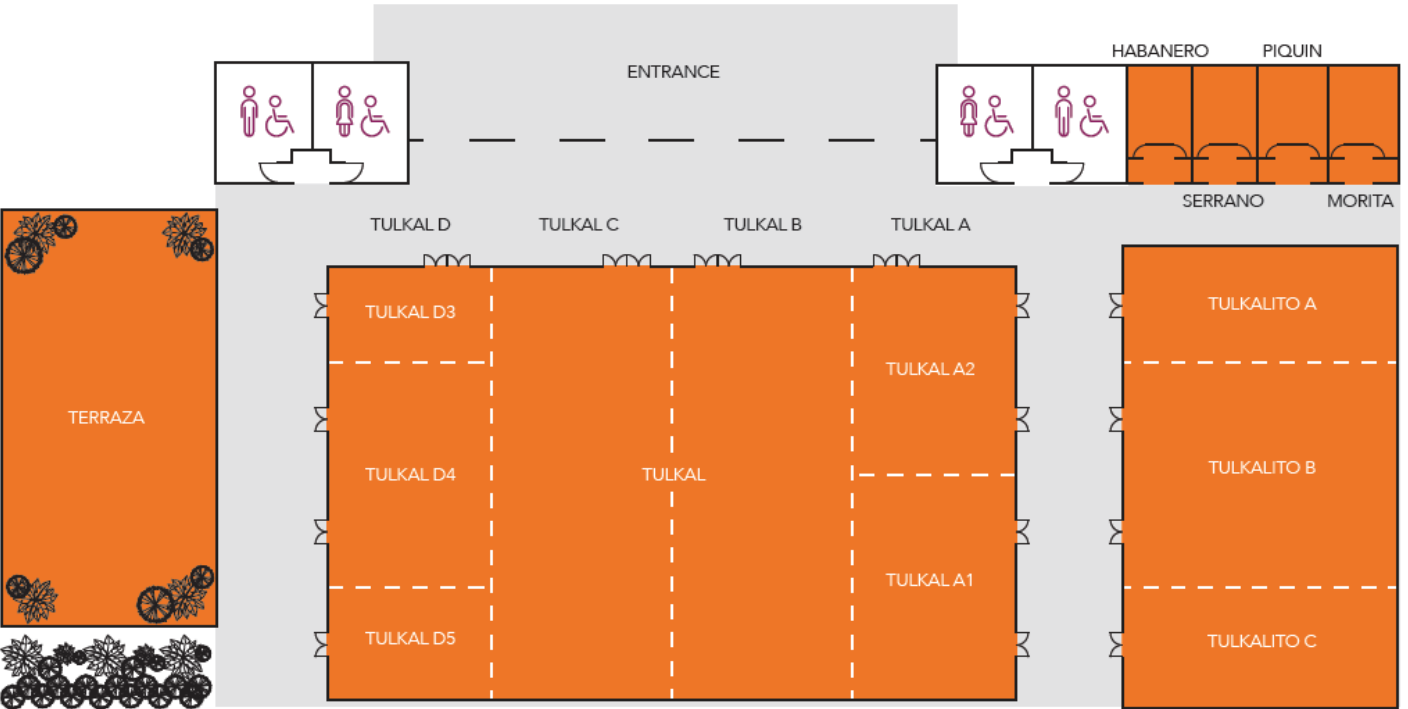 HABANERO
PIQUIN
ENTRANCE
SERRANO
MORITA
TULKAL D
TULKAL C
TULKAL B
TULKAL A
TULKAL D3
TULKALITO A
TULKAL A2
TERRAZA
TULKAL D4
TULKAL
TULKALITO B
TULKAL A1
TULKAL D5
TULKALITO C